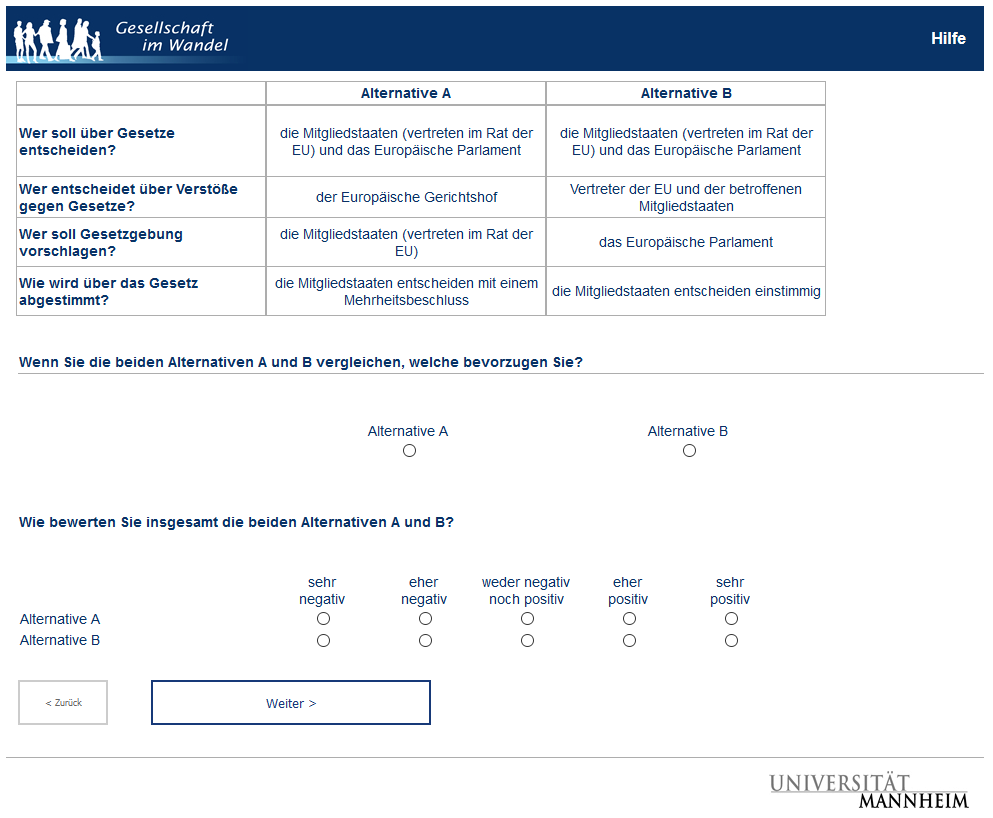 Gesellschaft
im Wandel
Hilfe
Alternative A
Alternative B
Wer soll über Gesetze
entscheiden?
die Mitgliedstaaten (vertreten im Rat der
EU) und das Europäische Parlament
die Mitgliedstaaten (vertreten im Rat der
EU) und das Europäische Parlament
Wer entscheidet über Verstöße
gegen Gesetze?
der Europäische Gerichtshof
Vertreter der EU und der betroffenen
Mitgliedstaaten
Wer soll Gesetzgebung
vorschlagen?
die Mitgliedstaaten (vertreten im Rat der
EU)
das Europäische Parlament
Wie wird über das Gesetz
abgestimmt?
die Mitgliedstaaten entscheiden mit einem
Mehrheitsbeschluss
die Mitgliedstaaten entscheiden einstimmig
Wenn Sie die beiden Alternativen A und B vergleichen, welche bevorzugen Sie?
Alternative A
Alternative B
Wie bewerten Sie insgesamt die beiden Alternativen A und B?
sehr
negativ
eher
negativ
weder negativ
noch positiv
eher
positiv
sehr
positiv
Alternative A
Alternative B
< Zurück
Weiter >
UNIVERSITÄT
MANNHEIM